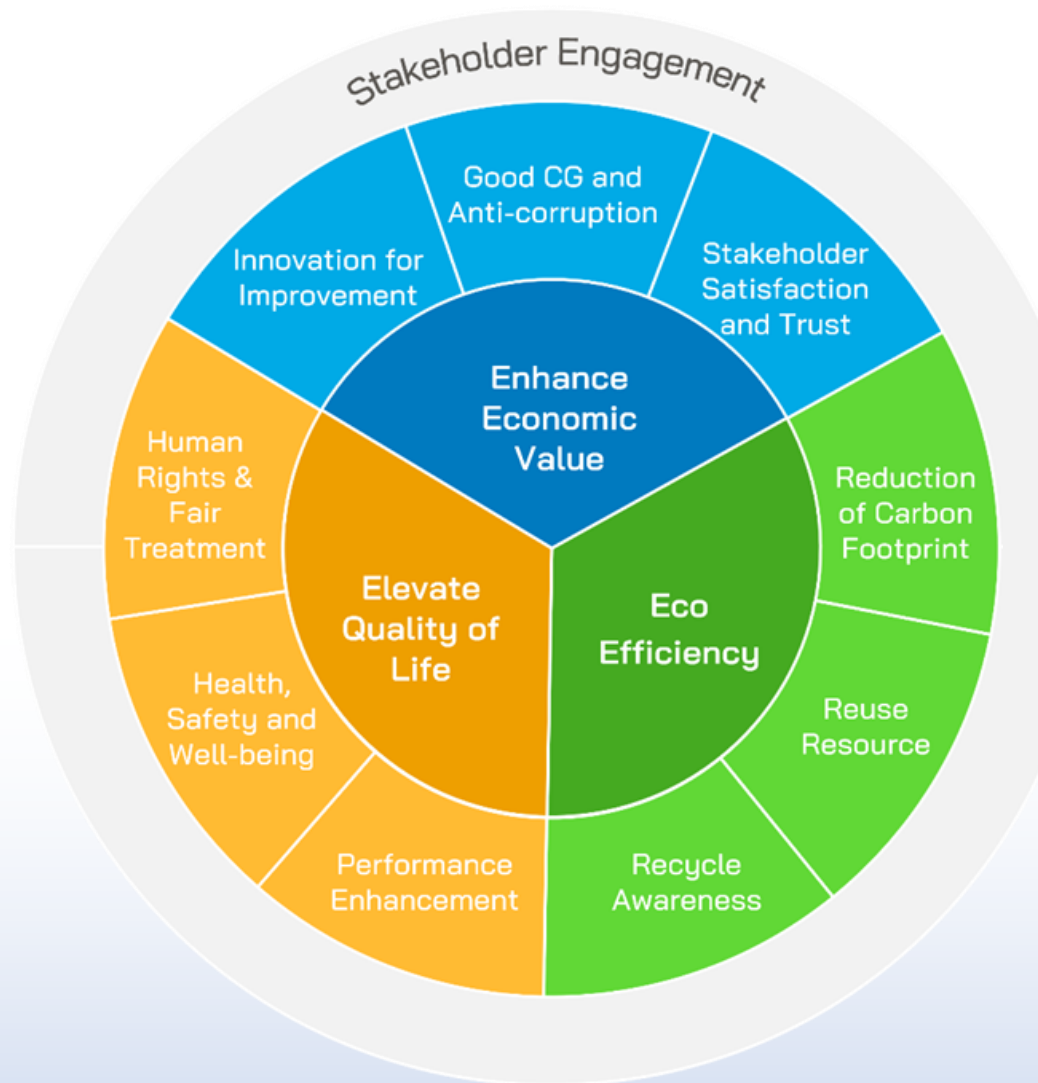 Stakeholder Engagement
Good CG and
Anti-corruption
Innovation for
Improvement
Stakeholder
Satisfaction
and Trust
Enhance
Economic
Value
Human
Rights &
Fair
Treatment
Reduction
of Carbon
Footprint
Elevate
Quality of
Life
Eco
Efficiency
Health,
Safety and
Well-being
Reuse
Resource
Performance
Enhancement
Recycle
Awareness